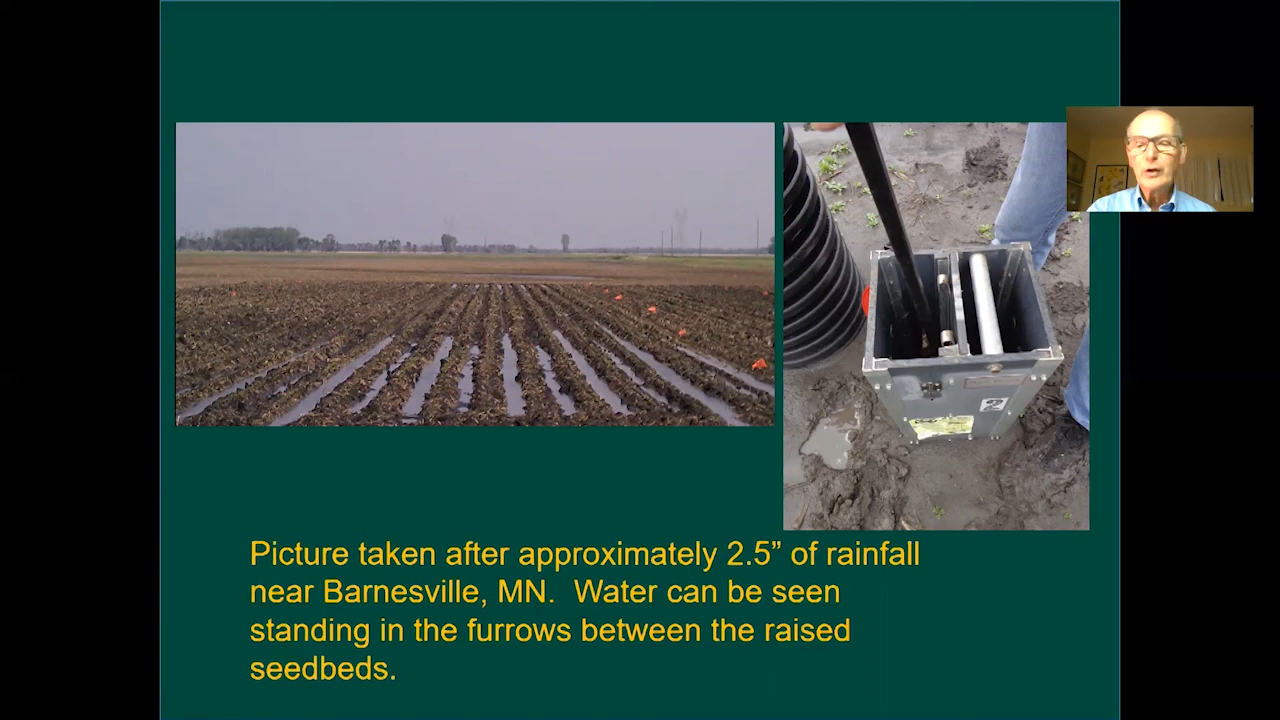 Picture taken after approximately 2.5” of rainfall
near Barnesville, MN.  Water can be seen
standing in the furrows between the raised
seedbeds.